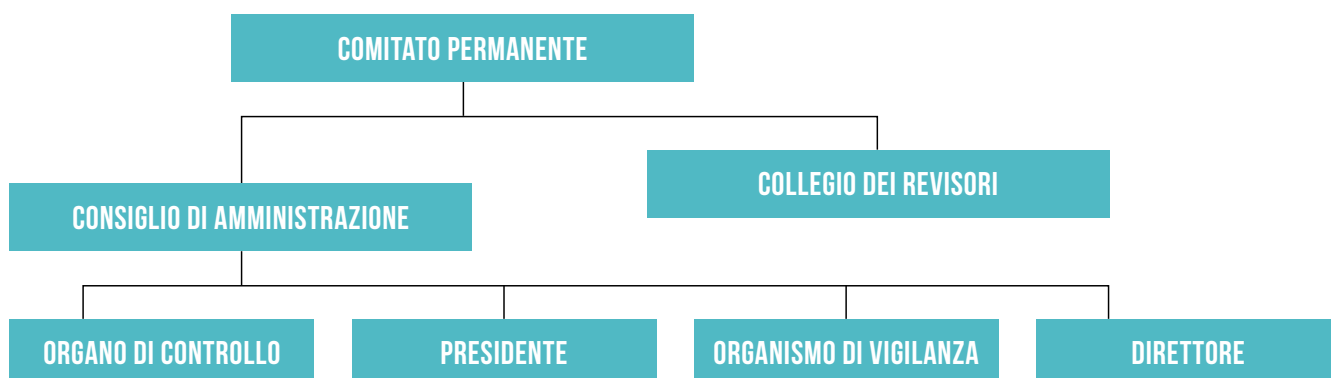 COMITATO PERMANENTE
COLLEGIO DEI REVISORI
CONSIGLIO DI AMMINISTRAZIONE
ORGANO DI CONTROLLO
PRESIDENTE
ORGANISMO DI VIGILANZA
DIRETTORE